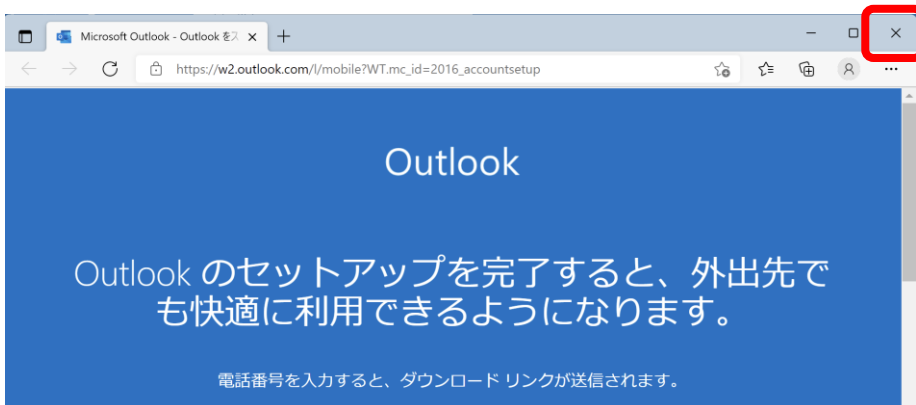 Microsoft Outlook - Outlook をス
https://w2.outlook.com/l/mobile?WT.mc_id=2016_accountsetup
Outlook
Outlook のセットアップを完了すると、外出先で
も快適に利用できるようになります。
電話番号を入力すると、ダウンロード リンクが送信されます。